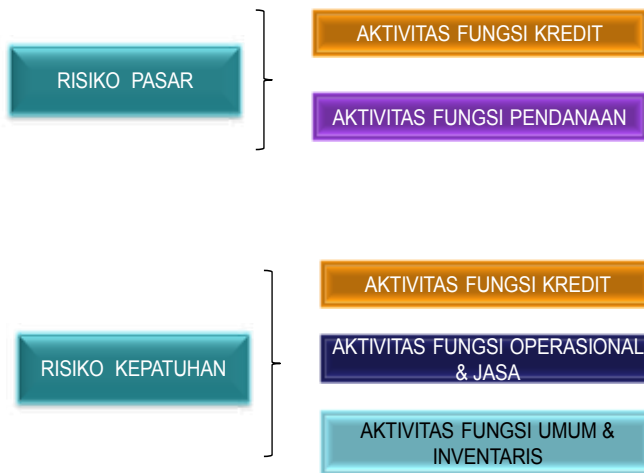 AKTIVITAS FUNGSI KREDIT
RISIKO PASAR
AKTIVITAS FUNGSI PENDANAAN
AKTIVITAS FUNGSI KREDIT
AKTIVITAS FUNGSI OPERASIONAL
& JASA
RISIKO KEPATUHAN
AKTIVITAS FUNGSI UMUM &
INVENTARIS